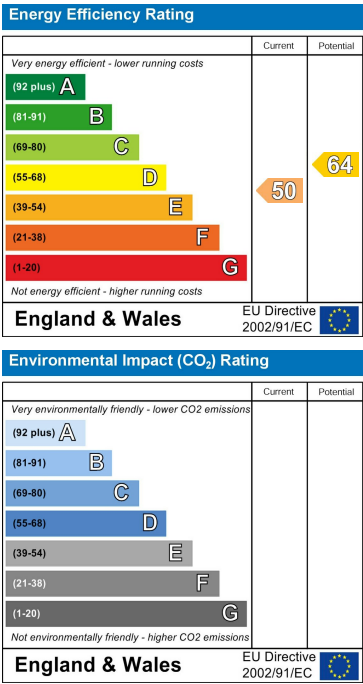 Energy Efficiency Rating
Current Potential
Very energy efficient - lower running costs
(92 plus) A
(81-91) B
(69-80) C
(55-68) D
(39-54) E
(21-38) F
(1-20) G
50
64
Not energy efficient - higher running costs
England & Wales
EU Directive
2002/91/EC
Environmental Impact (CO₂) Rating
Current Potential
Very environmentally friendly - lower CO2 emissions
(92 plus) A
(81-91) B
(69-80) C
(55-68) D
(39-54) E
(21-38) F
(1-20) G
Not environmentally friendly - higher CO2 emissions
England & Wales
EU Directive
2002/91/EC